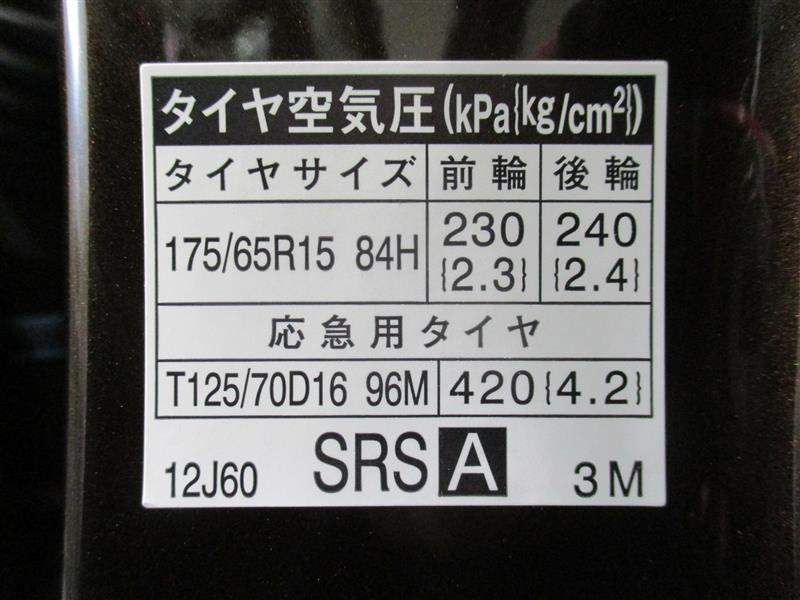 タイヤ空気圧(kPa{kg/cm²})
タイヤサイズ 前輪 後輪
175/65R15 84H 230 {2.3} 240 {2.4}
応急用タイヤ
T125/70D16 96M 420{4.2}
12J60 SRS A 3M